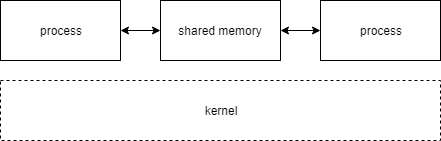 process
shared memory
process
kernel